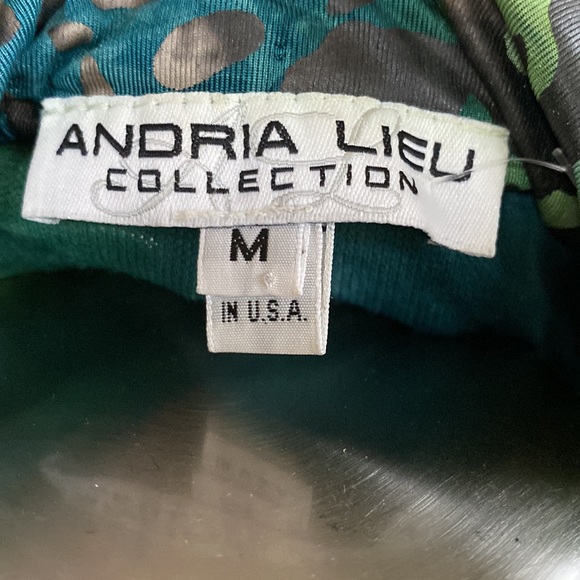 ANDRIA LIEU
COLLECTION
M
IN U.S.A.